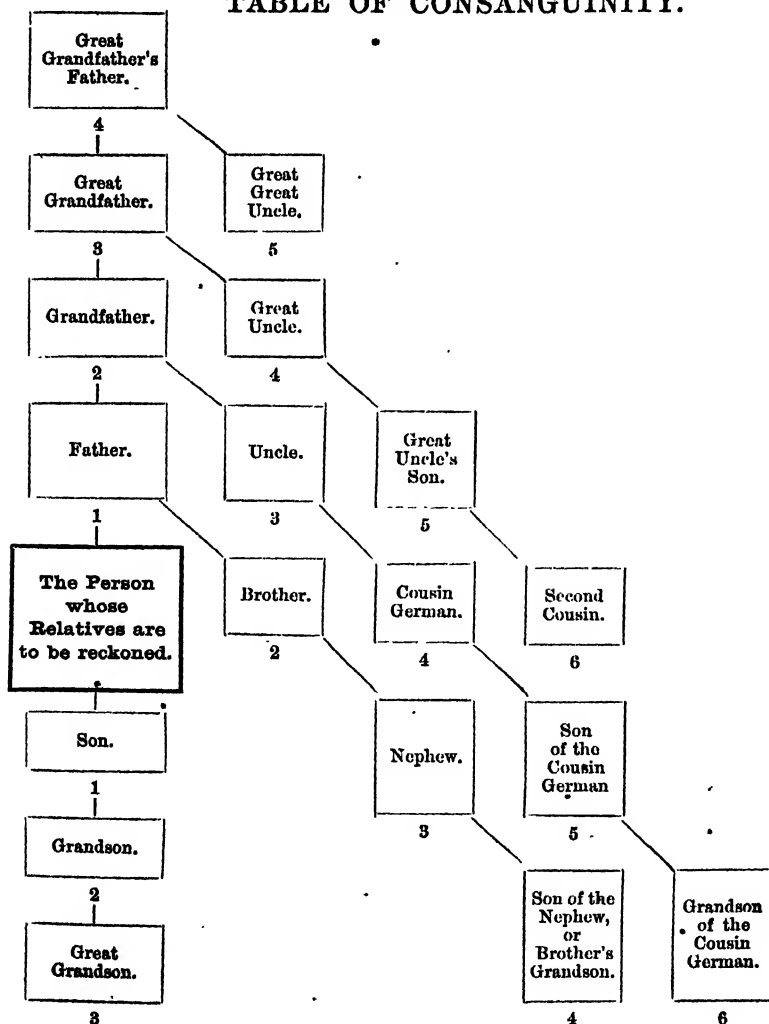 TABLE OF CONSANGUINITY.
Great
Grandfather's
Father.
4
Great
Grandfather.
3
Great
Great
Uncle.
5
Grandfather.
2
Great
Uncle.
4
Father.
1
Uncle.
3
Great
Uncle's
Son.
5
The Person
whose
Relatives are
to be reckoned.
Brother.
2
Cousin
German.
4
Second
Cousin.
6
Son.
1
Nephew.
3
Son
of the
Cousin
German
5
Grandson.
2
Great
Grandson.
3
Son of the
Nephew,
or
Brother's
Grandson.
4
Grandson
of the
Cousin
German.
6